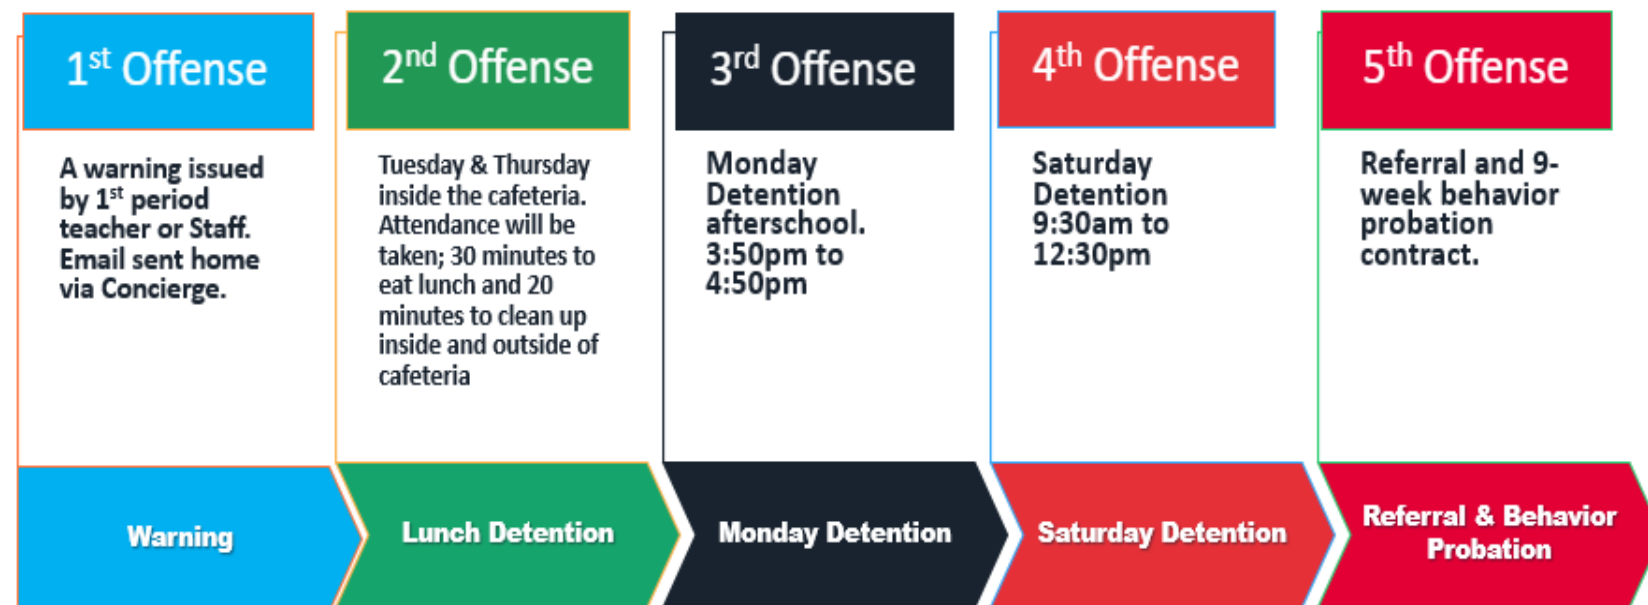 1st Offense
A warning issued
by 1st period
teacher or Staff.
Email sent home
via Concierge.
Warning
2nd Offense
Tuesday & Thursday
inside the cafeteria.
Attendance will be
taken; 30 minutes to
eat lunch and 20
minutes to clean up
inside and outside of
cafeteria
Lunch Detention
3rd Offense
Monday
Detention
afterschool.
3:50pm to
4:50pm
Monday Detention
4th Offense
Saturday
Detention
9:30am to
12:30pm
Saturday Detention
5th Offense
Referral and 9-
week behavior
probation
contract.
Referral & Behavior
Probation